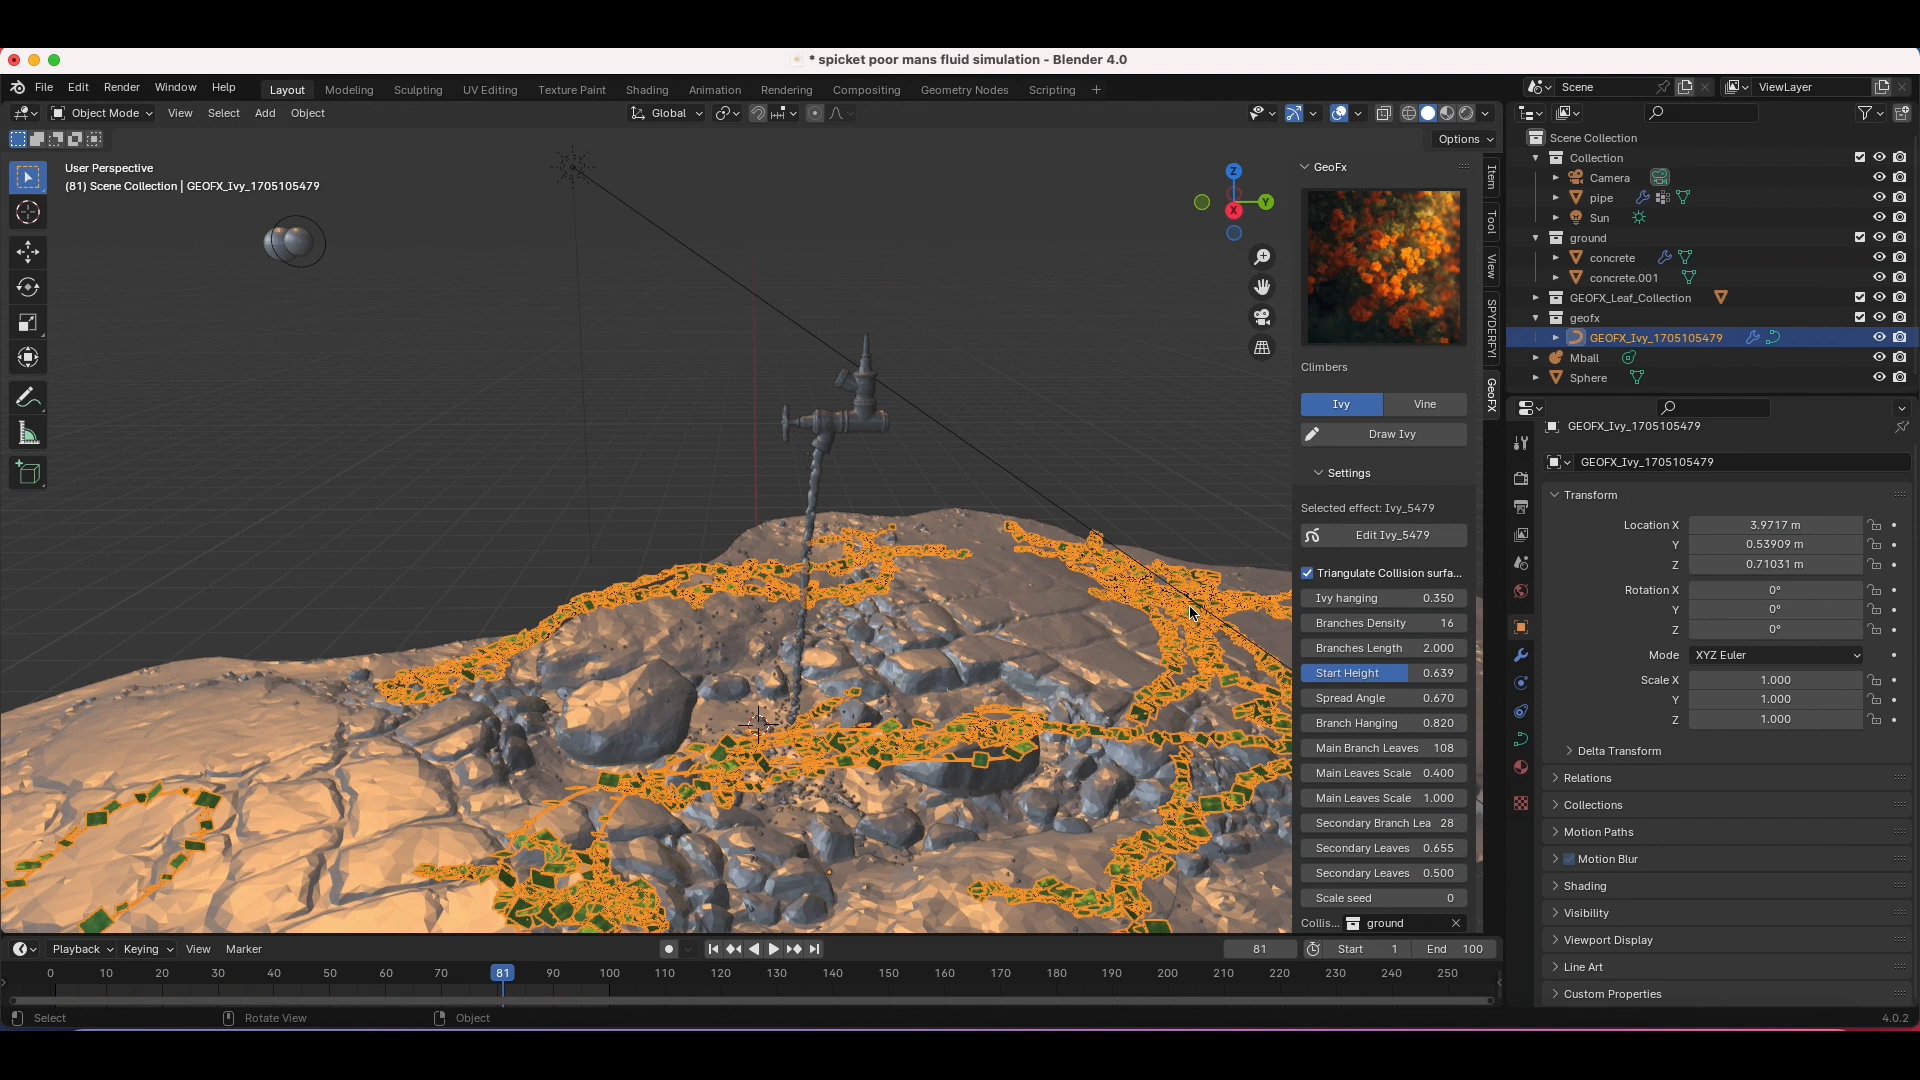 * spicket poor mans fluid simulation - Blender 4.0
File Edit Render Window Help
Layout Modeling Sculpting UV Editing Texture Paint Shading Animation Rendering Compositing Geometry Nodes Scripting +
Scene
ViewLayer
Object Mode View Select Add Object
Global
Options
User Perspective
(81) Scene Collection | GEOFX_Ivy_1705105479
Z
Y
X
GeoFx
Climbers
Ivy Vine
Draw Ivy
Settings
Selected effect: Ivy_5479
Edit Ivy_5479
Triangulate Collision surfa...
Ivy hanging 0.350
Branches Density 16
Branches Length 2.000
Start Height 0.639
Spread Angle 0.670
Branch Hanging 0.820
Main Branch Leaves 108
Main Leaves Scale 0.400
Main Leaves Scale 1.000
Secondary Branch Lea 28
Secondary Leaves 0.655
Secondary Leaves 0.500
Scale seed 0
Collis... ground
Item
Tool
View
SPYDERFY!
GeoFX
Scene Collection
Collection
Camera
pipe
Sun
ground
concrete
concrete.001
GEOFX_Leaf_Collection
geofx
GEOFX_Ivy_1705105479
Mball
Sphere
GEOFX_Ivy_1705105479
GEOFX_Ivy_1705105479
Transform
Location X 3.9717 m
Y 0.53909 m
Z 0.71031 m
Rotation X 0°
Y 0°
Z 0°
Mode XYZ Euler
Scale X 1.000
Y 1.000
Z 1.000
Delta Transform
Relations
Collections
Motion Paths
Motion Blur
Shading
Visibility
Viewport Display
Line Art
Custom Properties
Playback Keying View Marker
81
Start 1
End 100
0 10 20 30 40 50 60 70 81 90 100 110 120 130 140 150 160 170 180 190 200 210 220 230 240 250
Select
Rotate View
Object
4.0.2